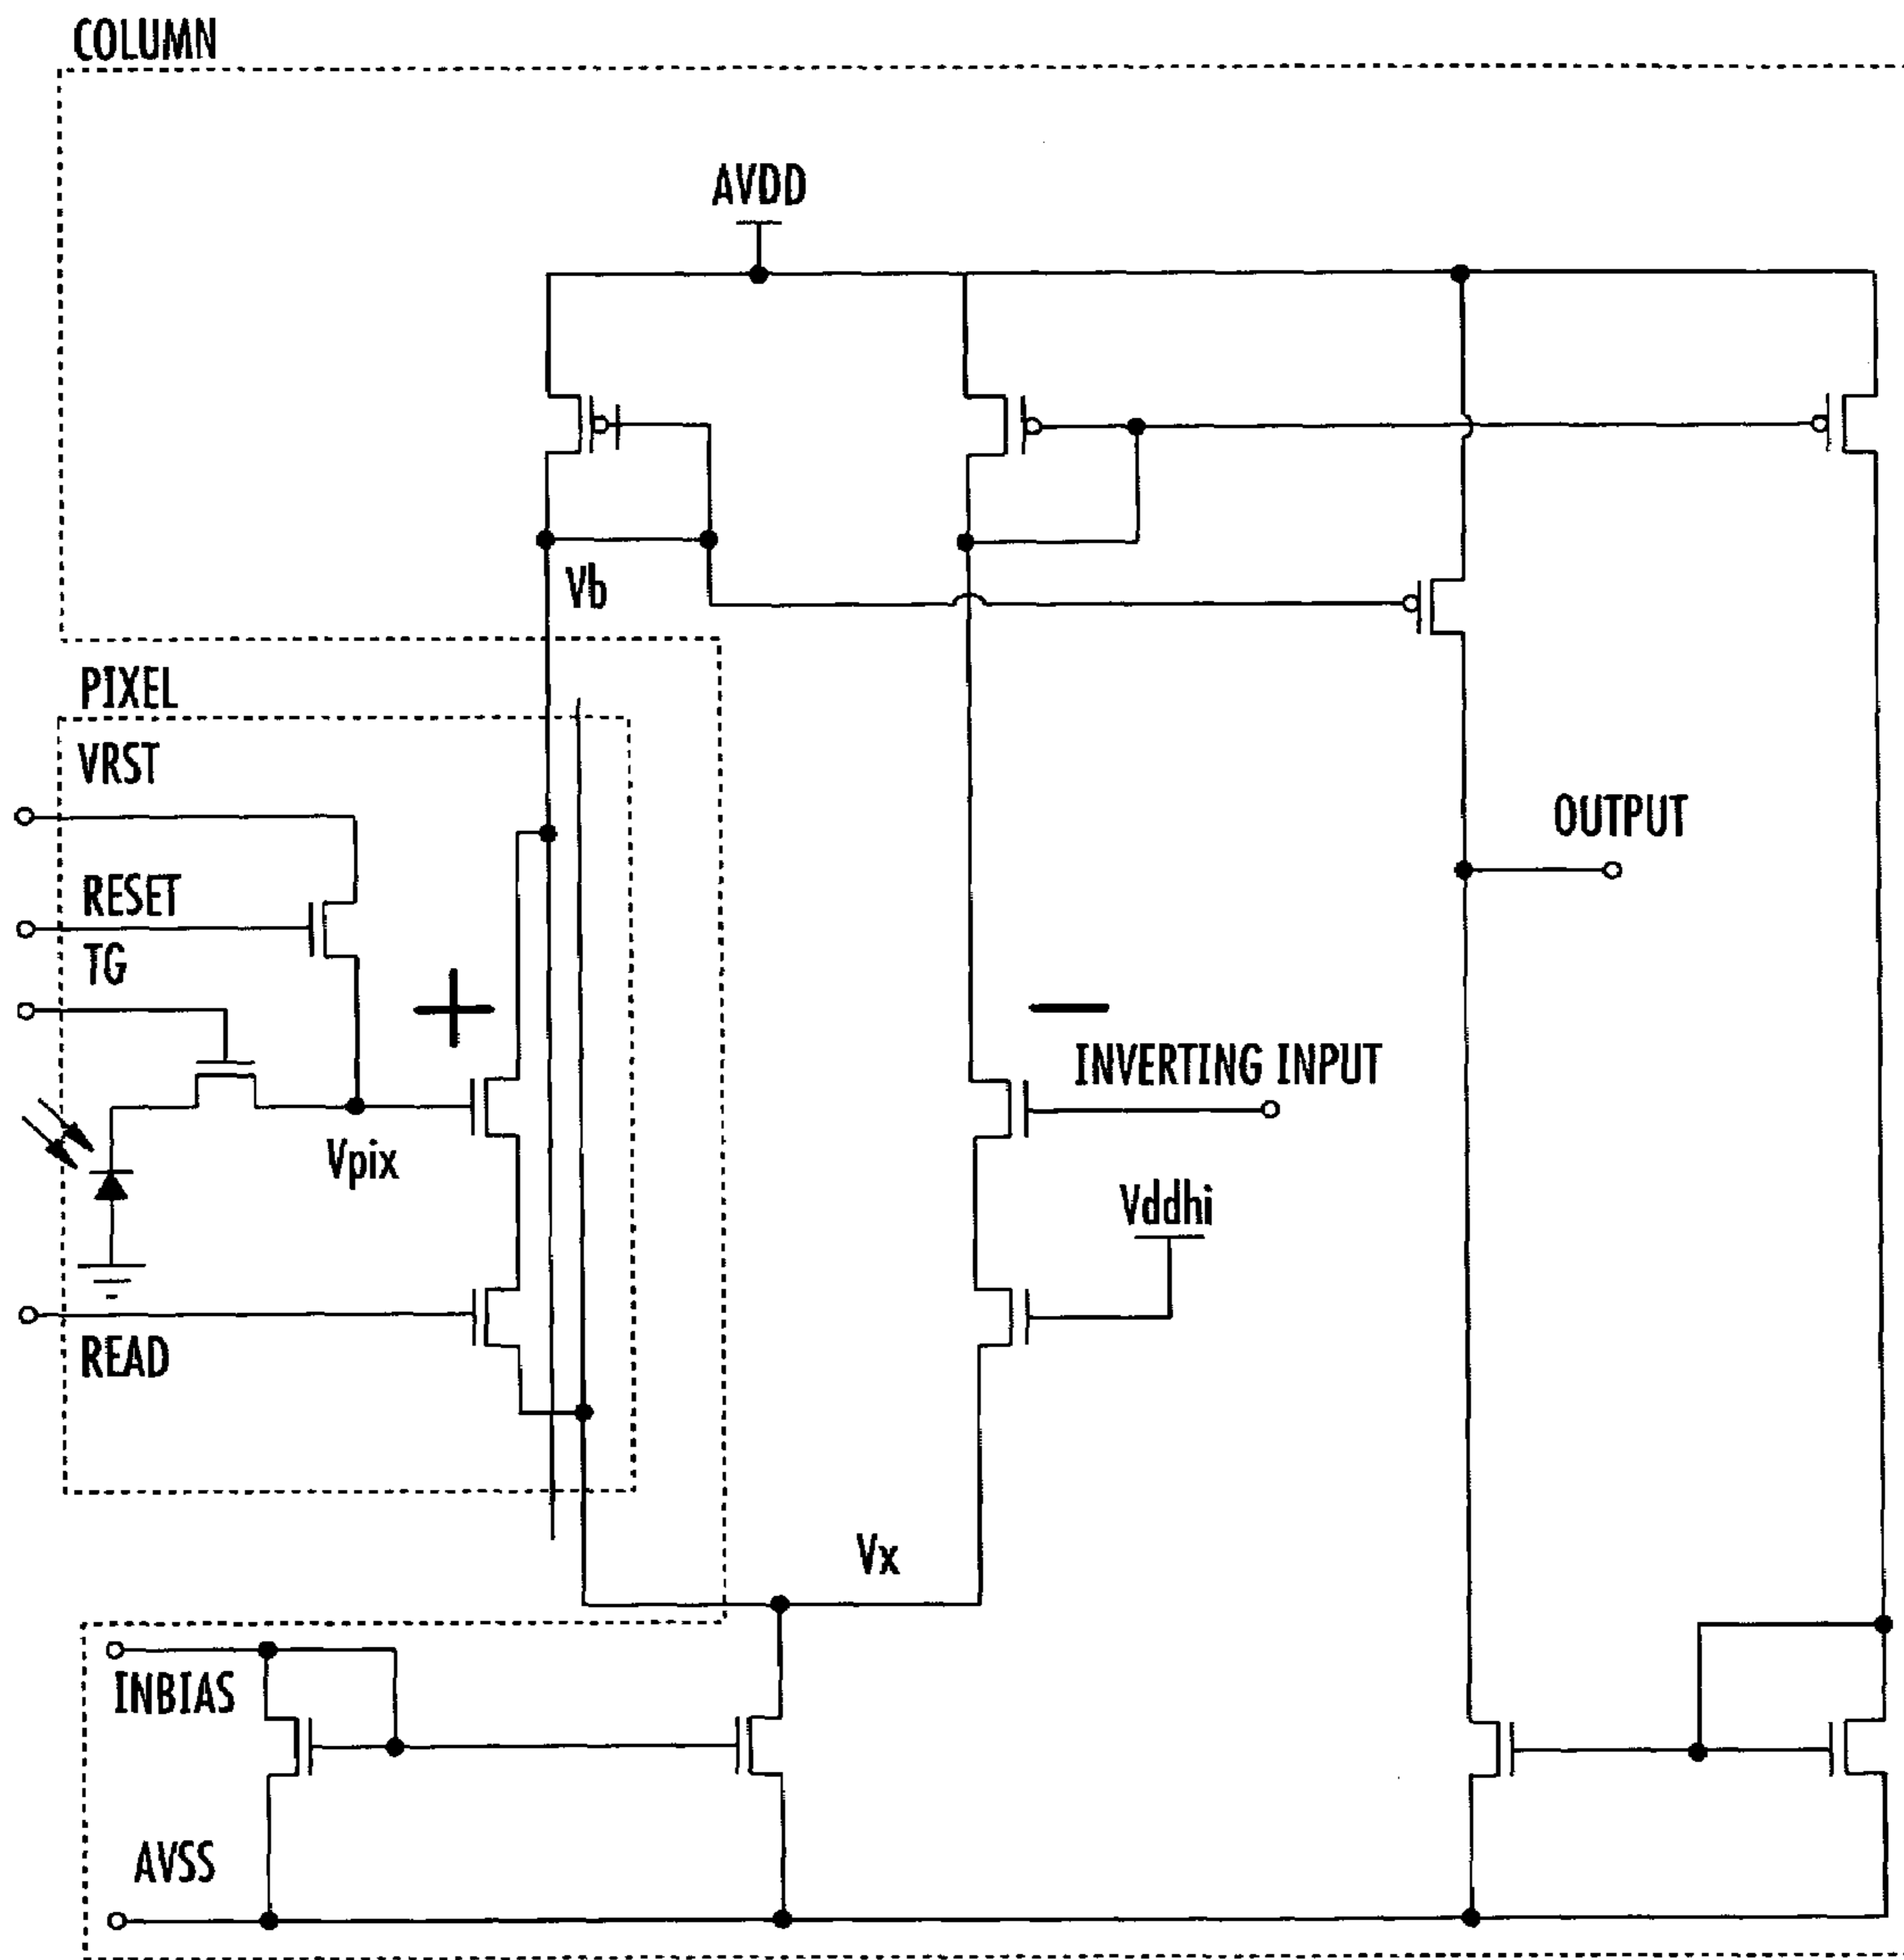 COLUMN
AVDD
Vb
PIXEL
VRST
RESET
TG
+
−
INVERTING INPUT
OUTPUT
Vpix
Vddhi
READ
Vx
INBIAS
AVSS